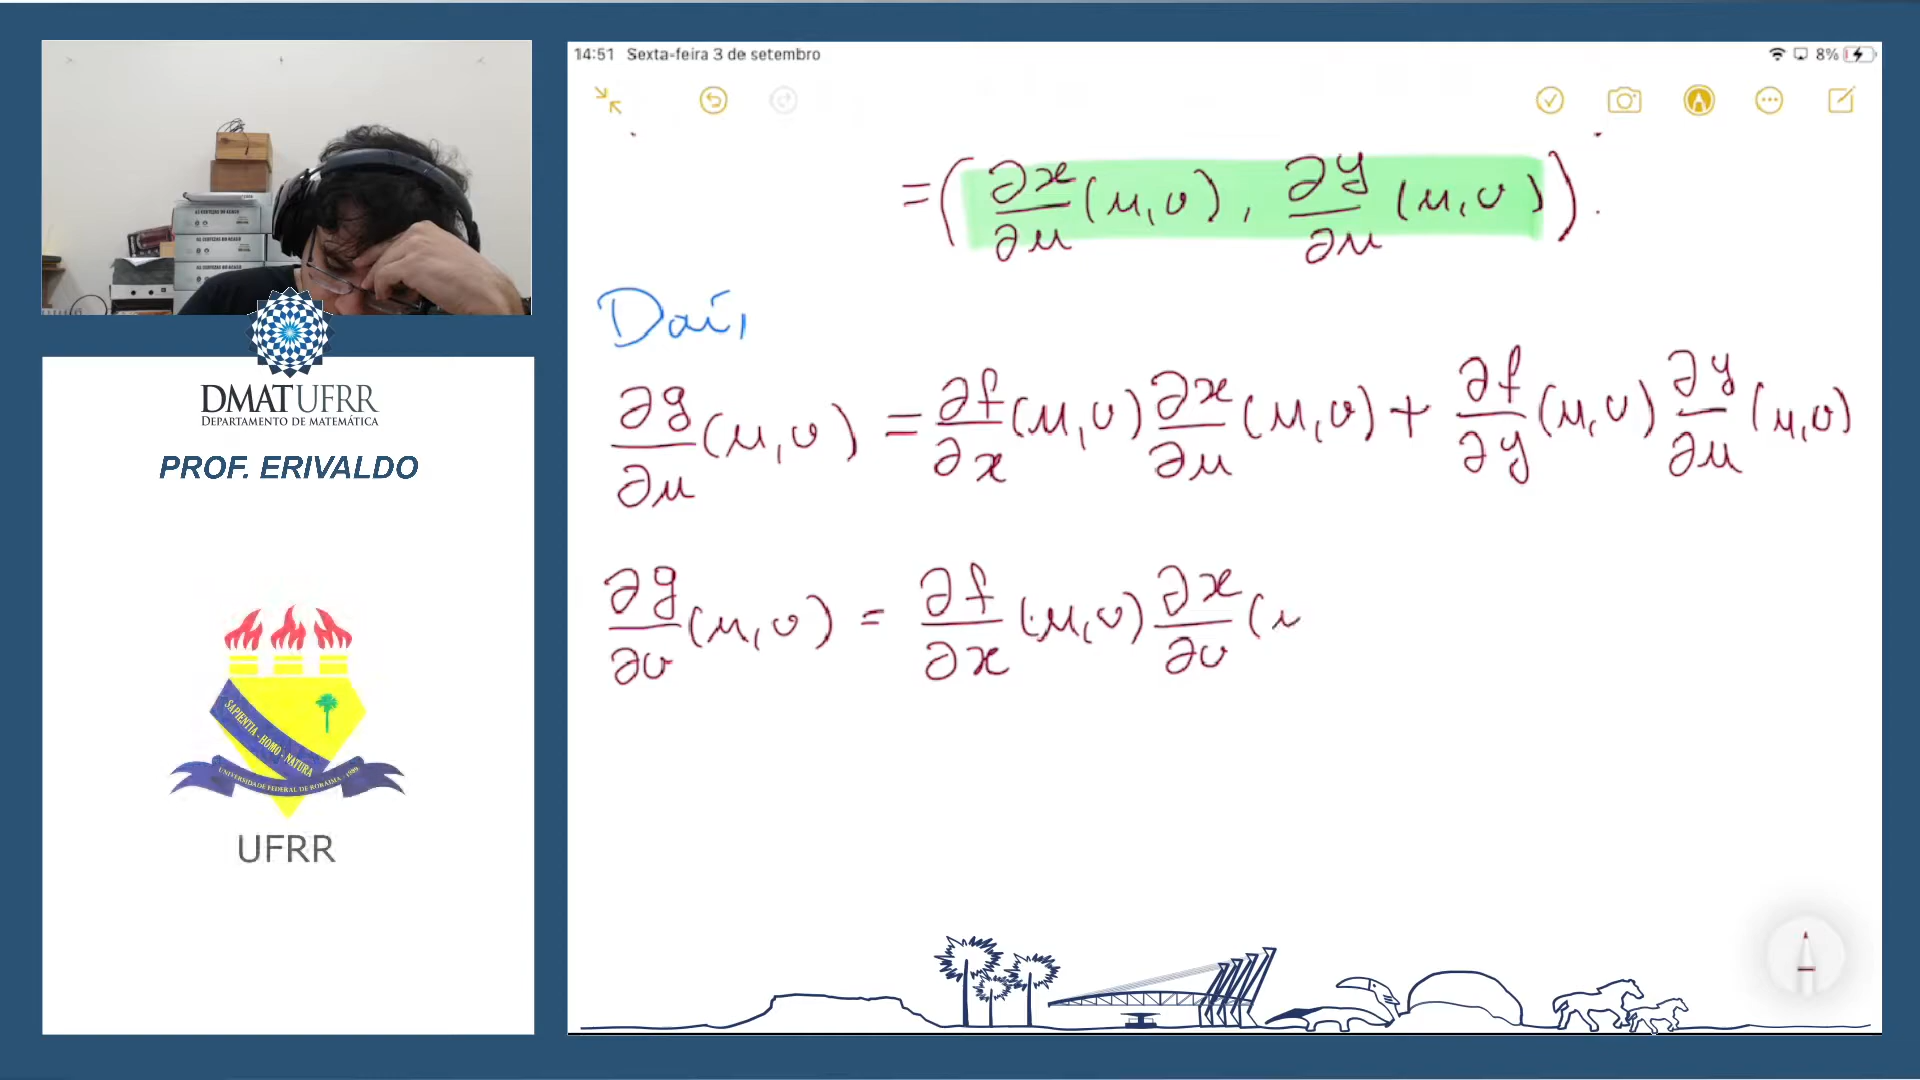 14:51 Sexta-feira 3 de setembro
8%
=(∂x/∂u(u,v), ∂y/∂u(u,v)).
Daí,
∂g/∂u(u,v) = ∂f/∂x(u,v) ∂x/∂u(u,v) + ∂f/∂y(u,v) ∂y/∂u(u,v)
∂g/∂v(u,v) = ∂f/∂x(u,v) ∂x/∂v(u
DMATUFRR
DEPARTAMENTO DE MATEMÁTICA
PROF. ERIVALDO
SAPIENTIA - HOMO - NATURA
UNIVERSIDADE FEDERAL DE RORAIMA - 1989
UFRR